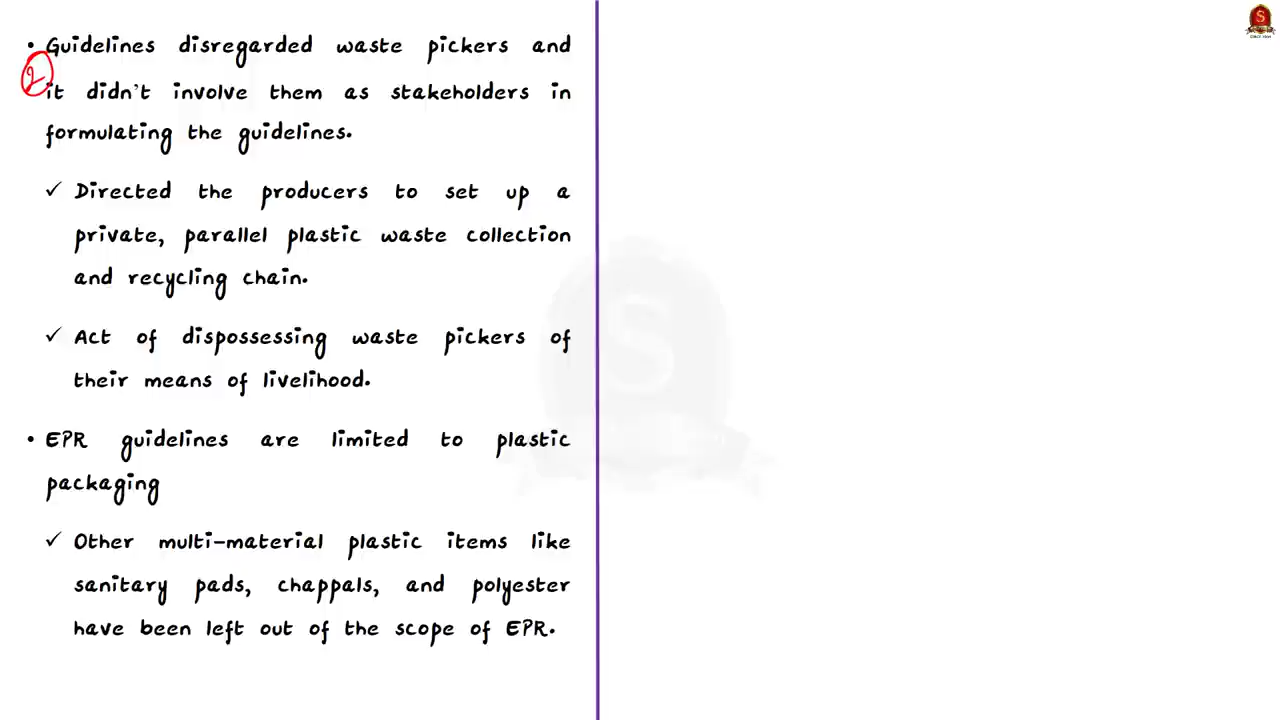 • Guidelines disregarded waste pickers and
2
it didn't involve them as stakeholders in
formulating the guidelines.
✓ Directed the producers to set up a
private, parallel plastic waste collection
and recycling chain.
✓ Act of dispossessing waste pickers of
their means of livelihood.
• EPR guidelines are limited to plastic
packaging
✓ Other multi-material plastic items like
sanitary pads, chappals, and polyester
have been left out of the scope of EPR.
S
S